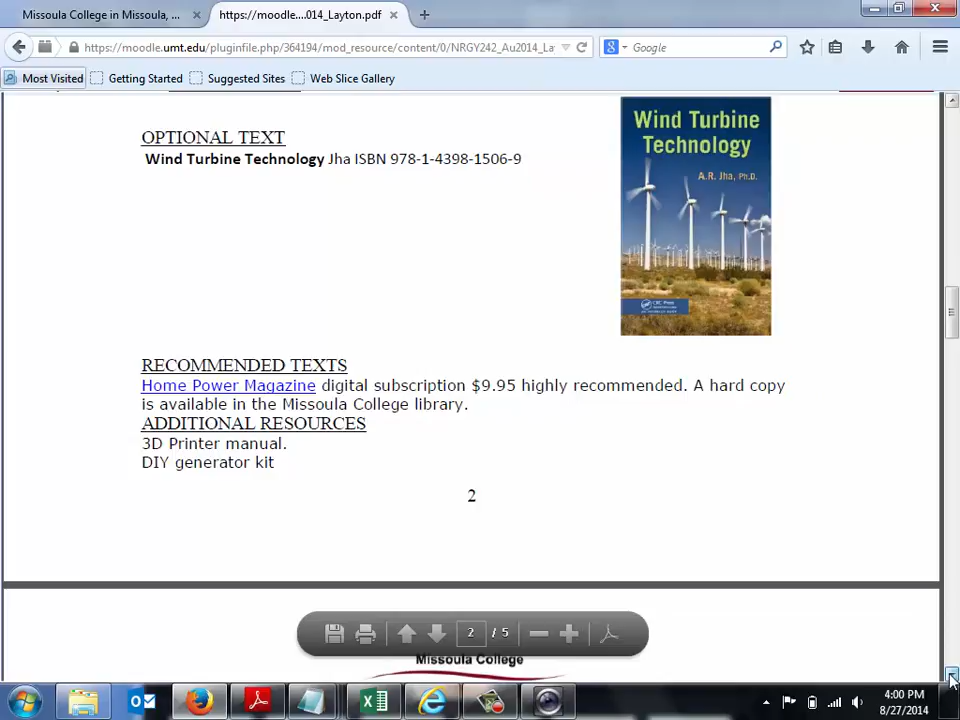 Missoula College in Missoula, ...
https://moodle....014_Layton.pdf
https://moodle.umt.edu/pluginfile.php/364194/mod_resource/content/0/NRGY242_Au2014_La
Google
Most Visited
Getting Started
Suggested Sites
Web Slice Gallery
OPTIONAL TEXT
Wind Turbine Technology Jha ISBN 978-1-4398-1506-9
Wind Turbine
Technology
A.R. Jha, Ph.D.
CRC Press
RECOMMENDED TEXTS
Home Power Magazine digital subscription $9.95 highly recommended. A hard copy
is available in the Missoula College library.
ADDITIONAL RESOURCES
3D Printer manual.
DIY generator kit
2
2 / 5
Missoula College
4:00 PM
8/27/2014